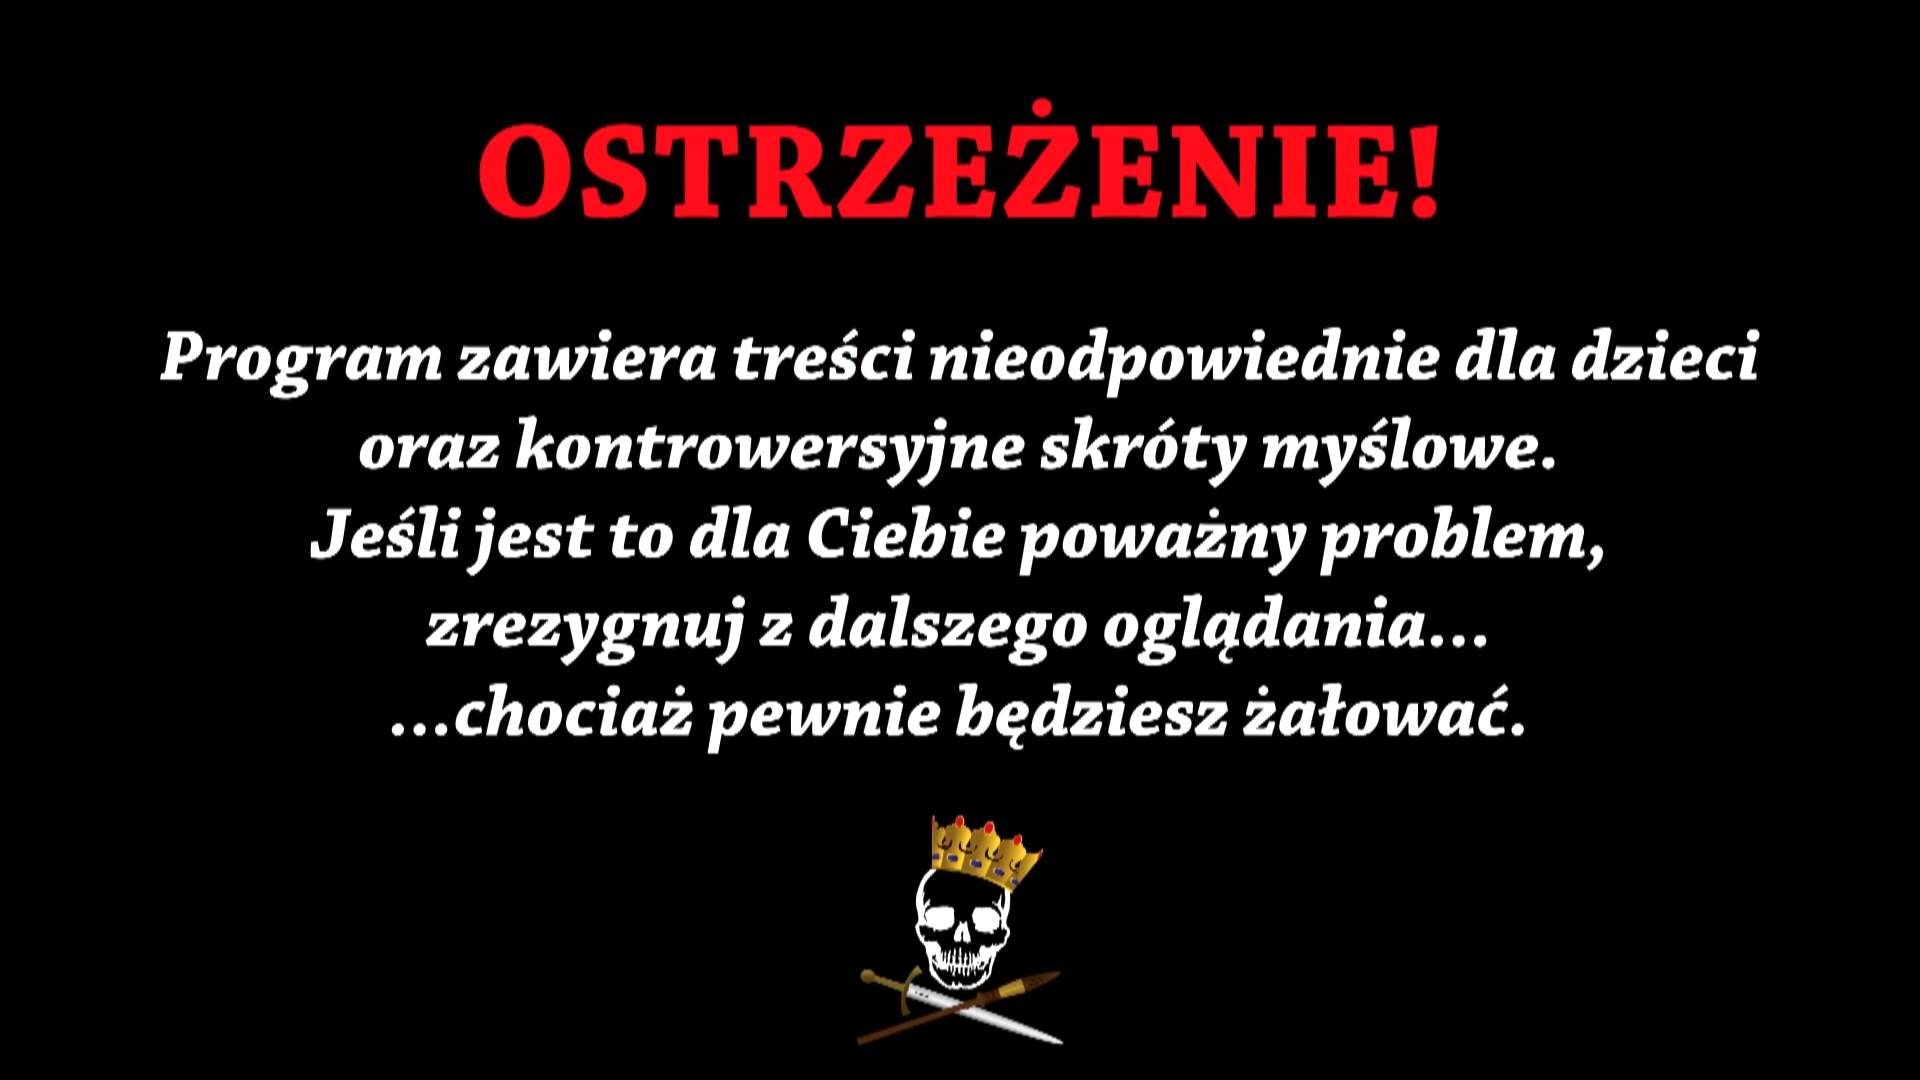 OSTRZEŻENIE!
Program zawiera treści nieodpowiednie dla dzieci
oraz kontrowersyjne skróty myślowe.
Jeśli jest to dla Ciebie poważny problem,
zrezygnuj z dalszego oglądania...
...chociaż pewnie będziesz żałować.